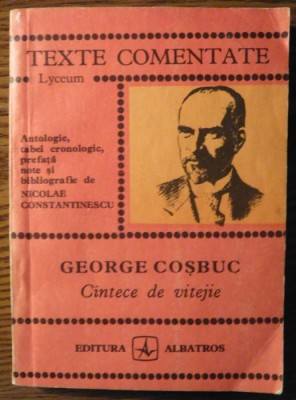 TEXTE COMENTATE
Lyceum
Antologie,
tabel cronologic,
prefață
note și
bibliografie de
NICOLAE
CONSTANTINESCU
GEORGE COȘBUC
Cîntece de vitejie
EDITURA ALBATROS